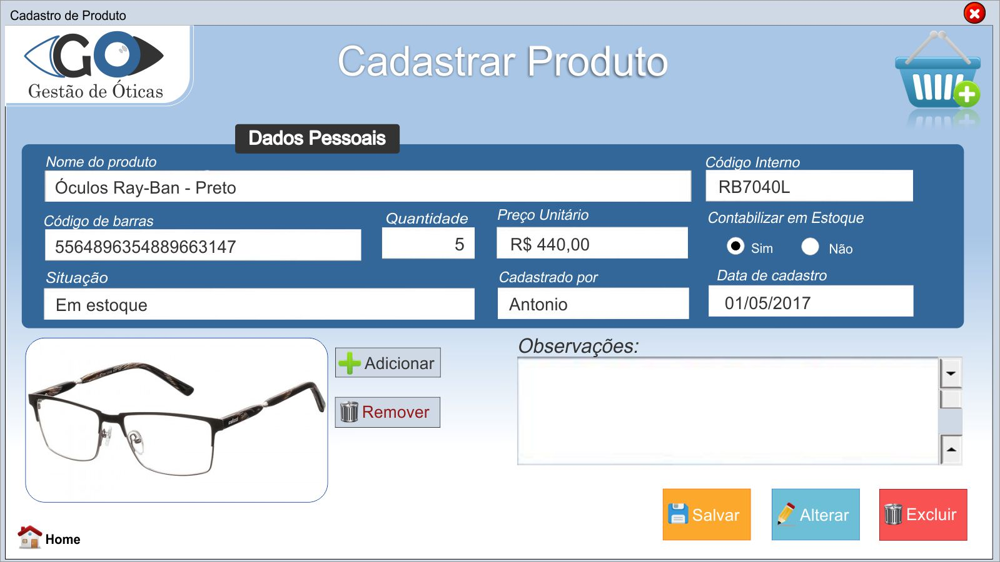 Cadastro de Produto
GO
Gestão de Óticas
Cadastrar Produto
Dados Pessoais
Nome do produto
Código Interno
Óculos Ray-Ban - Preto
RB7040L
Código de barras
Quantidade
Preço Unitário
Contabilizar em Estoque
5564896354889663147
5
R$ 440,00
Sim
Não
Situação
Cadastrado por
Data de cadastro
Em estoque
Antonio
01/05/2017
Observações:
Adicionar
Remover
colcci
Salvar
Alterar
Excluir
Home